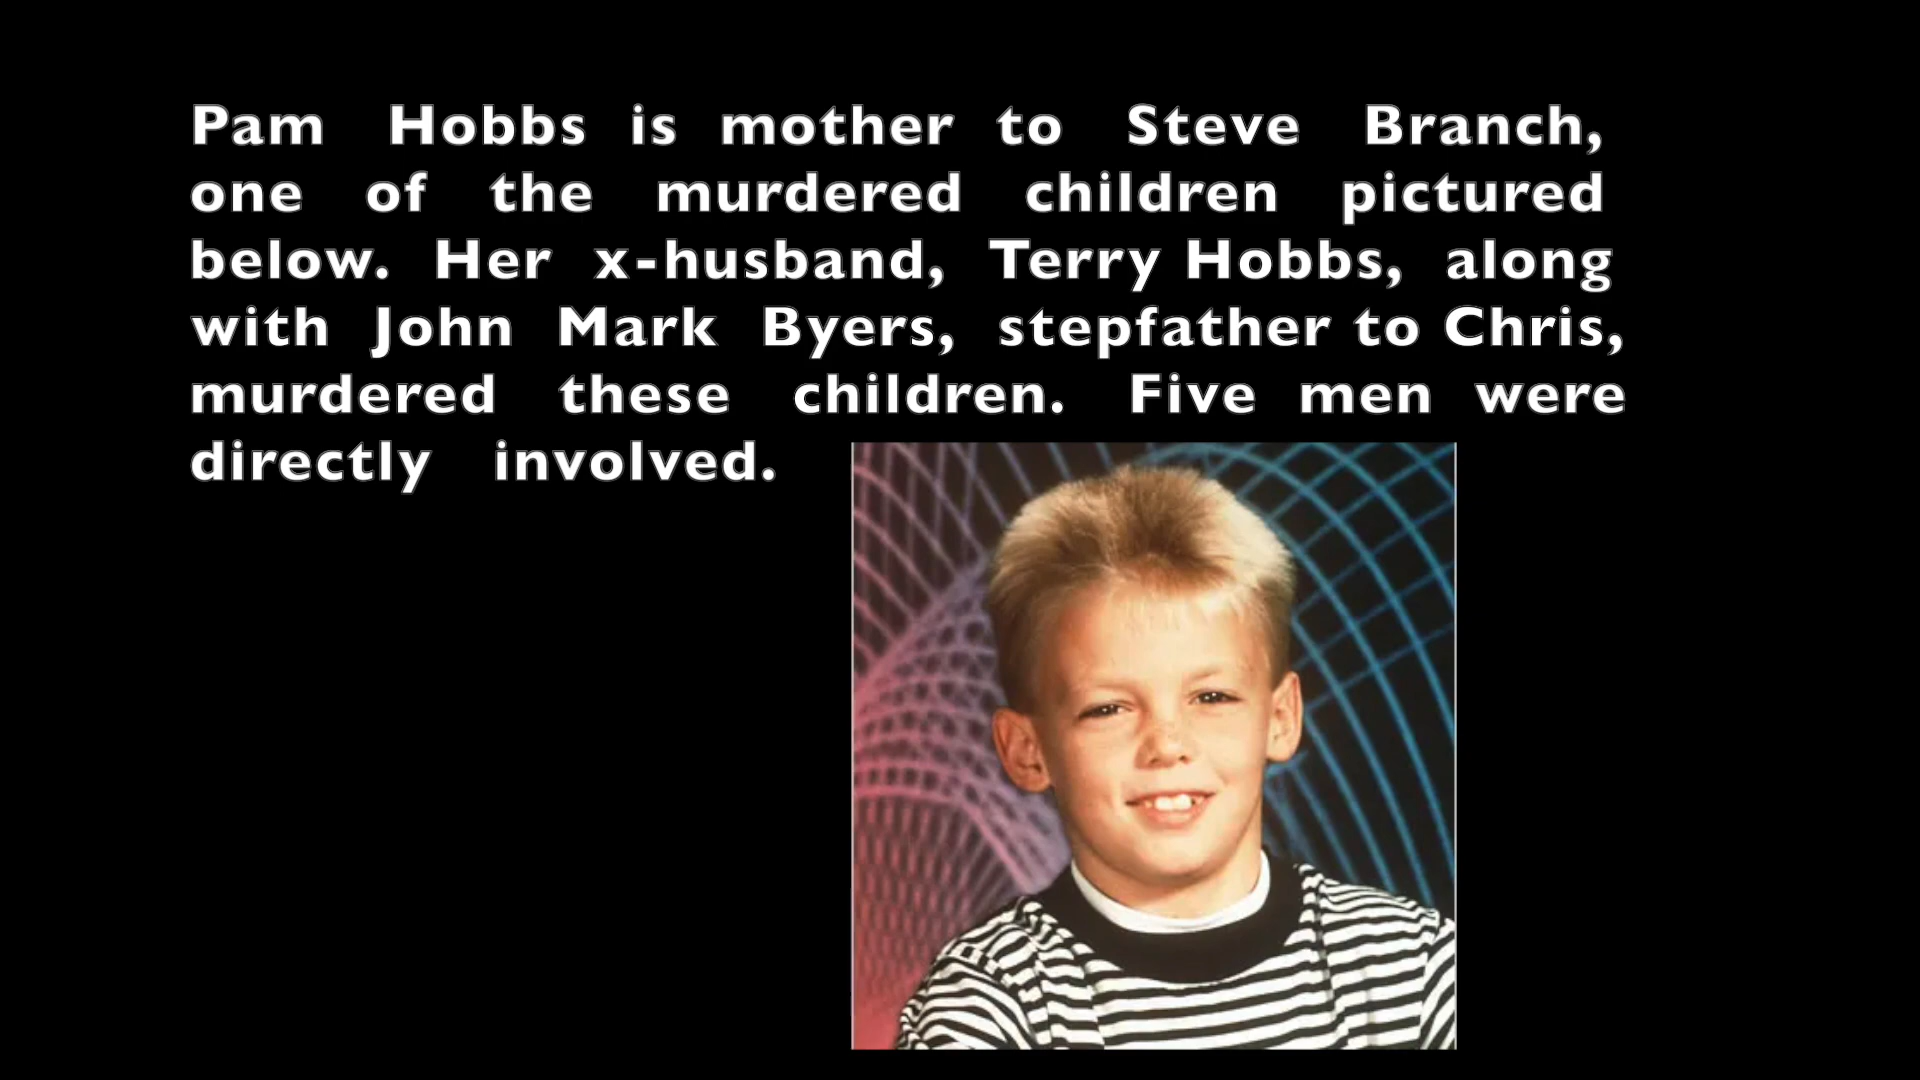 Pam Hobbs is mother to Steve Branch,
one of the murdered children pictured
below. Her x-husband, Terry Hobbs, along
with John Mark Byers, stepfather to Chris,
murdered these children. Five men were
directly involved.